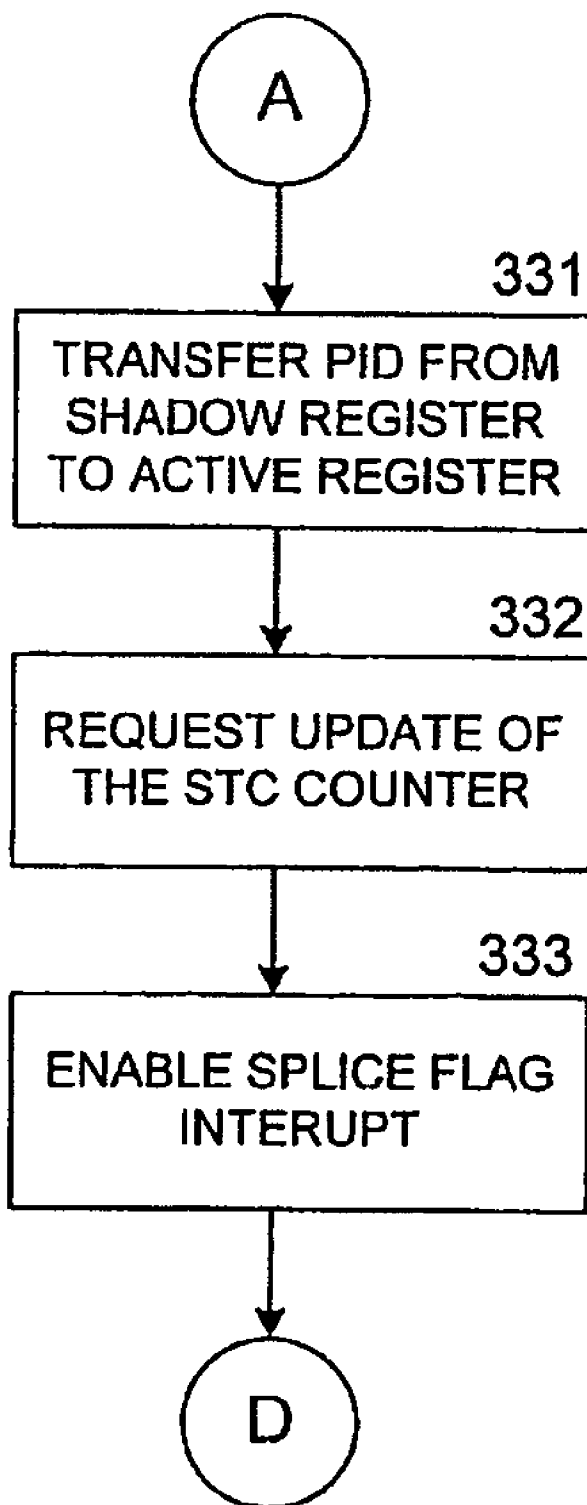 A
331
TRANSFER PID FROM
SHADOW REGISTER
TO ACTIVE REGISTER
332
REQUEST UPDATE OF
THE STC COUNTER
333
ENABLE SPLICE FLAG
INTERUPT
D